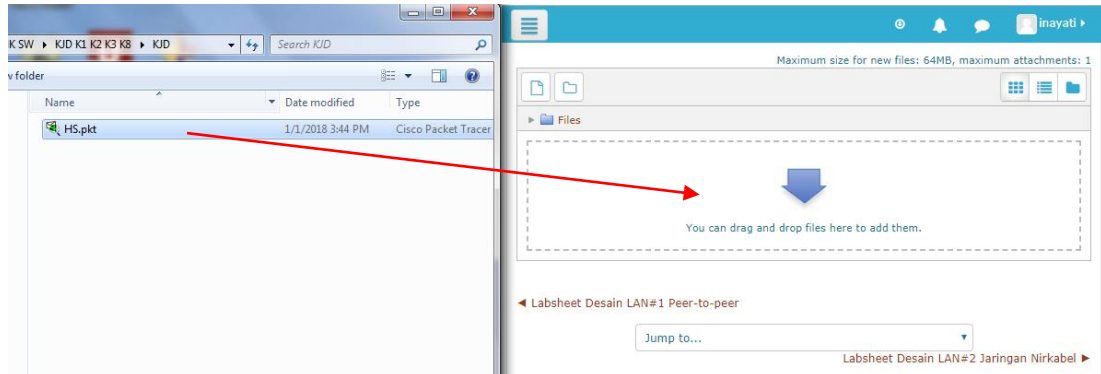 K SW ▸ KJD K1 K2 K3 K8 ▸ KJD
Search KJD
folder
Name
Date modified
Type
HS.pkt
1/1/2018 3:44 PM
Cisco Packet Tracer
inayati
Maximum size for new files: 64MB, maximum attachments: 1
Files
You can drag and drop files here to add them.
◄ Labsheet Desain LAN#1 Peer-to-peer
Jump to...
Labsheet Desain LAN#2 Jaringan Nirkabel ►